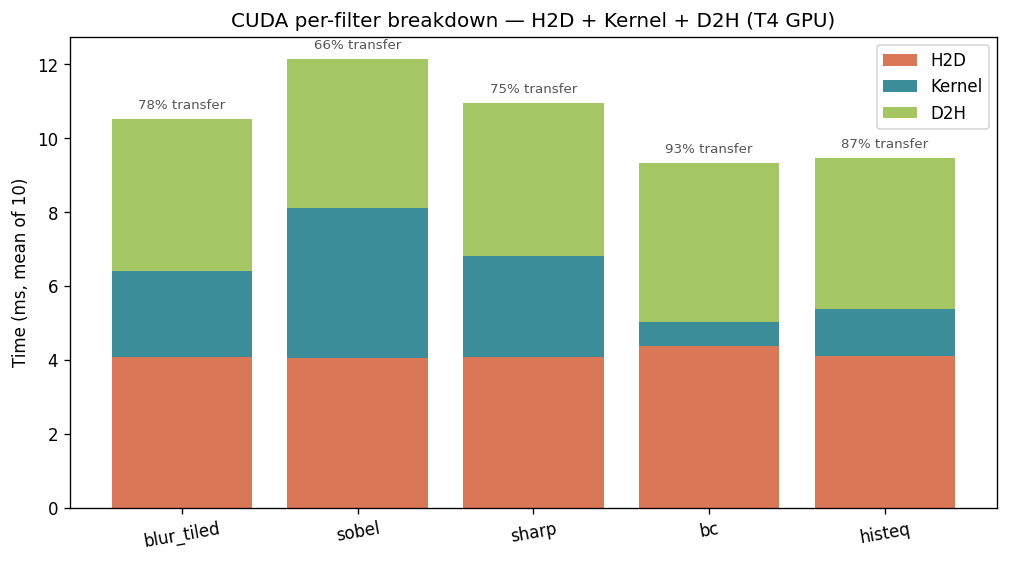 CUDA per-filter breakdown — H2D + Kernel + D2H (T4 GPU)
Time (ms, mean of 10)
12
10
8
6
4
2
0
78% transfer
66% transfer
75% transfer
93% transfer
87% transfer
H2D
Kernel
D2H
blur_tiled
sobel
sharp
bc
histeq